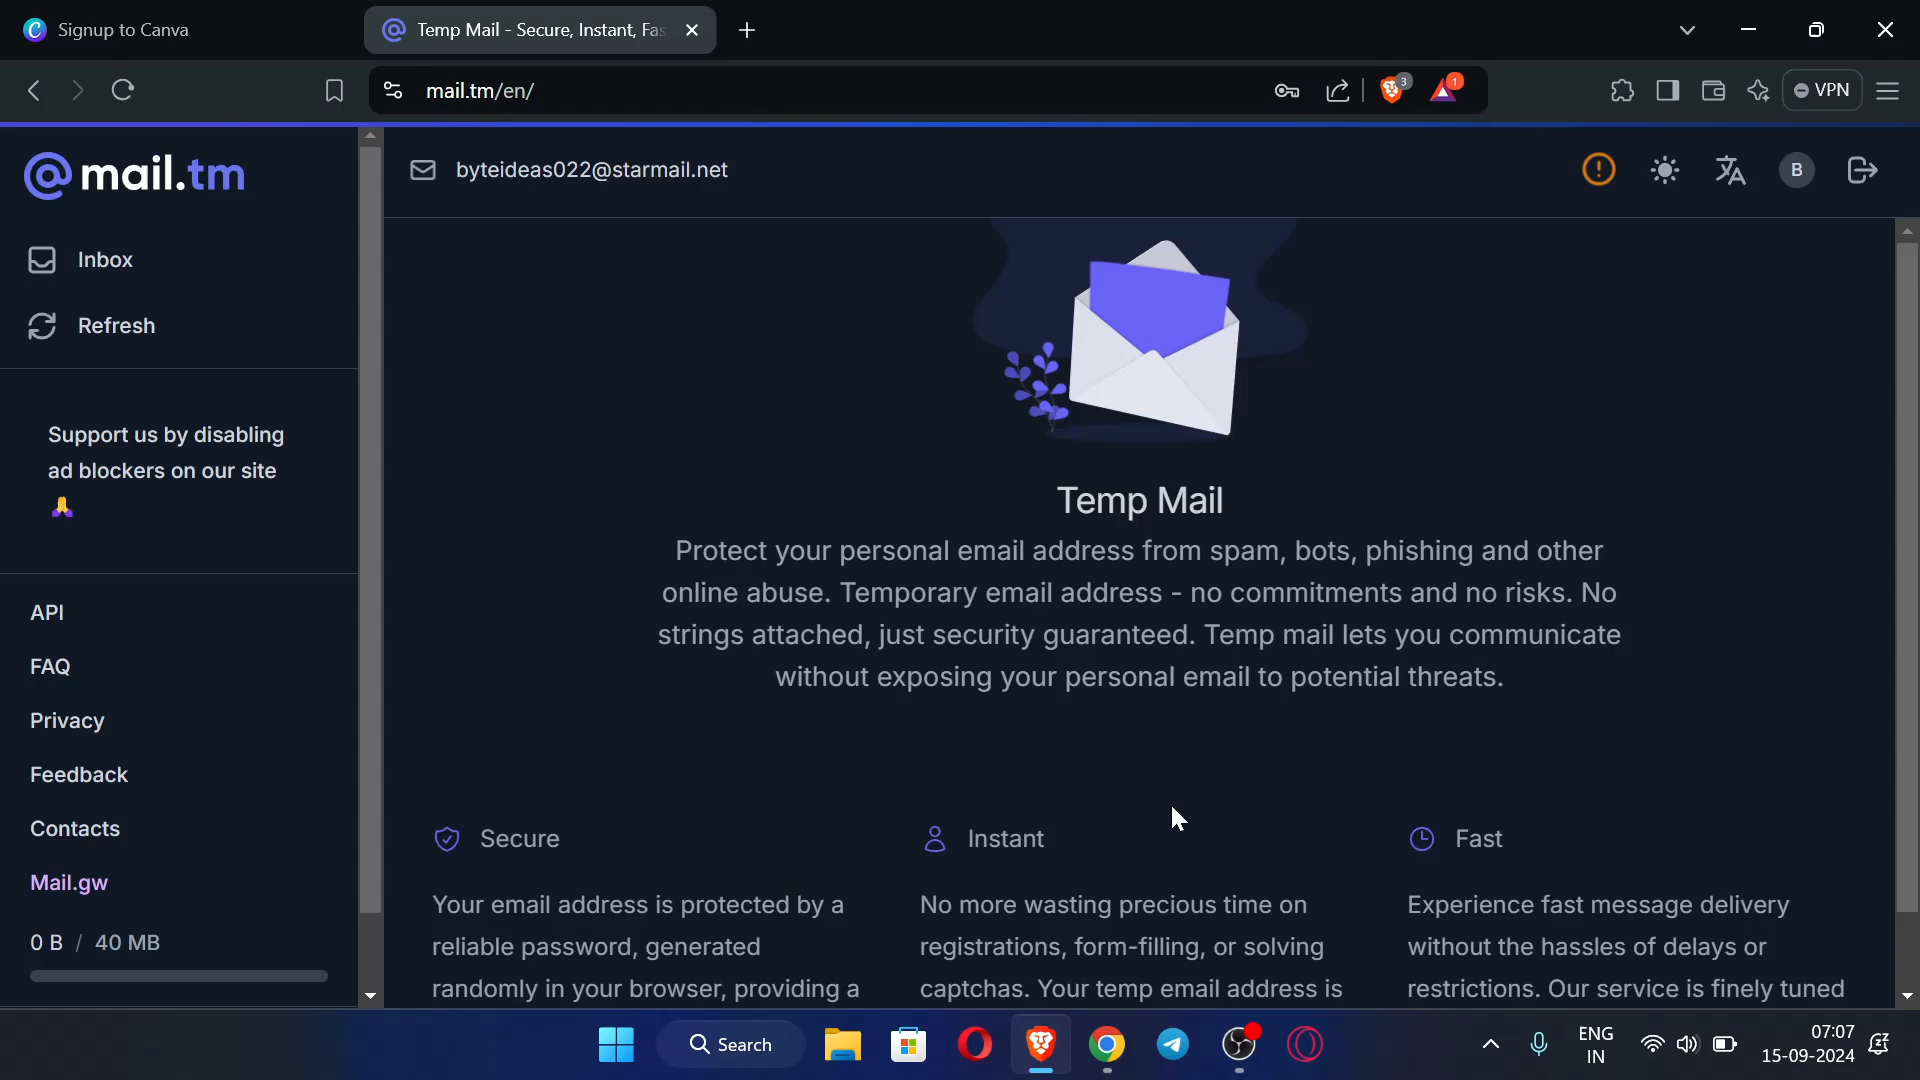 Signup to Canva
Temp Mail - Secure, Instant, Fas
mail.tm/en/
3
1
VPN
mail.tm
byteideas022@starmail.net
B
Inbox
Refresh
Support us by disabling
ad blockers on our site
🙏
API
FAQ
Privacy
Feedback
Contacts
Mail.gw
0 B / 40 MB
Temp Mail
Protect your personal email address from spam, bots, phishing and other
online abuse. Temporary email address - no commitments and no risks. No
strings attached, just security guaranteed. Temp mail lets you communicate
without exposing your personal email to potential threats.
Secure
Your email address is protected by a
reliable password, generated
randomly in your browser, providing a
Instant
No more wasting precious time on
registrations, form-filling, or solving
captchas. Your temp email address is
Fast
Experience fast message delivery
without the hassles of delays or
restrictions. Our service is finely tuned
Search
ENG
IN
07:07
15-09-2024